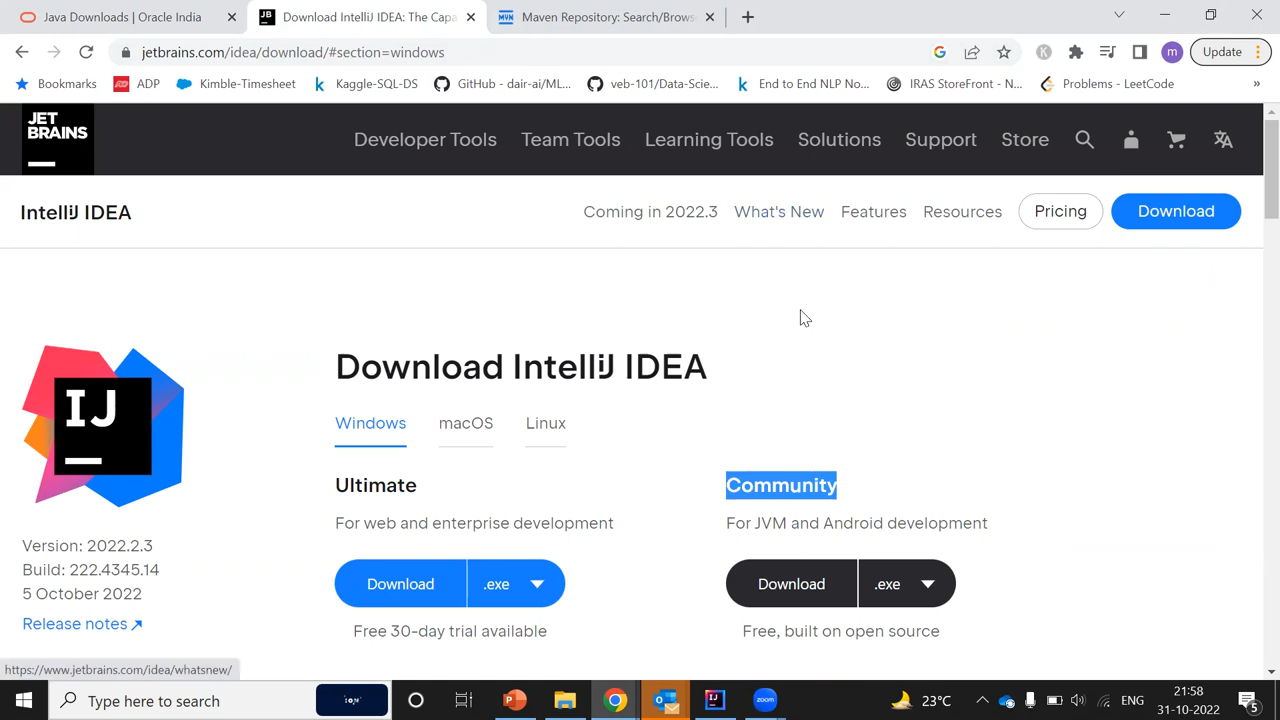 Java Downloads | Oracle India
JB
Download IntelliJ IDEA: The Capa
MVN
Maven Repository: Search/Brows
jetbrains.com/idea/download/#section=windows
K
m
Update
Bookmarks
ADP
Kimble-Timesheet
k Kaggle-SQL-DS
GitHub - dair-ai/ML...
veb-101/Data-Scie...
k End to End NLP No...
IRAS StoreFront - N...
Problems - LeetCode
»
JET
BRAINS
Developer Tools
Team Tools
Learning Tools
Solutions
Support
Store
IntelliJ IDEA
Coming in 2022.3
What's New
Features
Resources
Pricing
Download
Download IntelliJ IDEA
IJ
Windows
macOS
Linux
Ultimate
Community
For web and enterprise development
For JVM and Android development
Version: 2022.2.3
Build: 222.4345.14
5 October 2022
Release notes
Download
.exe
Download
.exe
Free 30-day trial available
Free, built on open source
https://www.jetbrains.com/idea/whatsnew/
Type here to search
P
IJ
zoom
23°C
ENG
21:58
31-10-2022
5